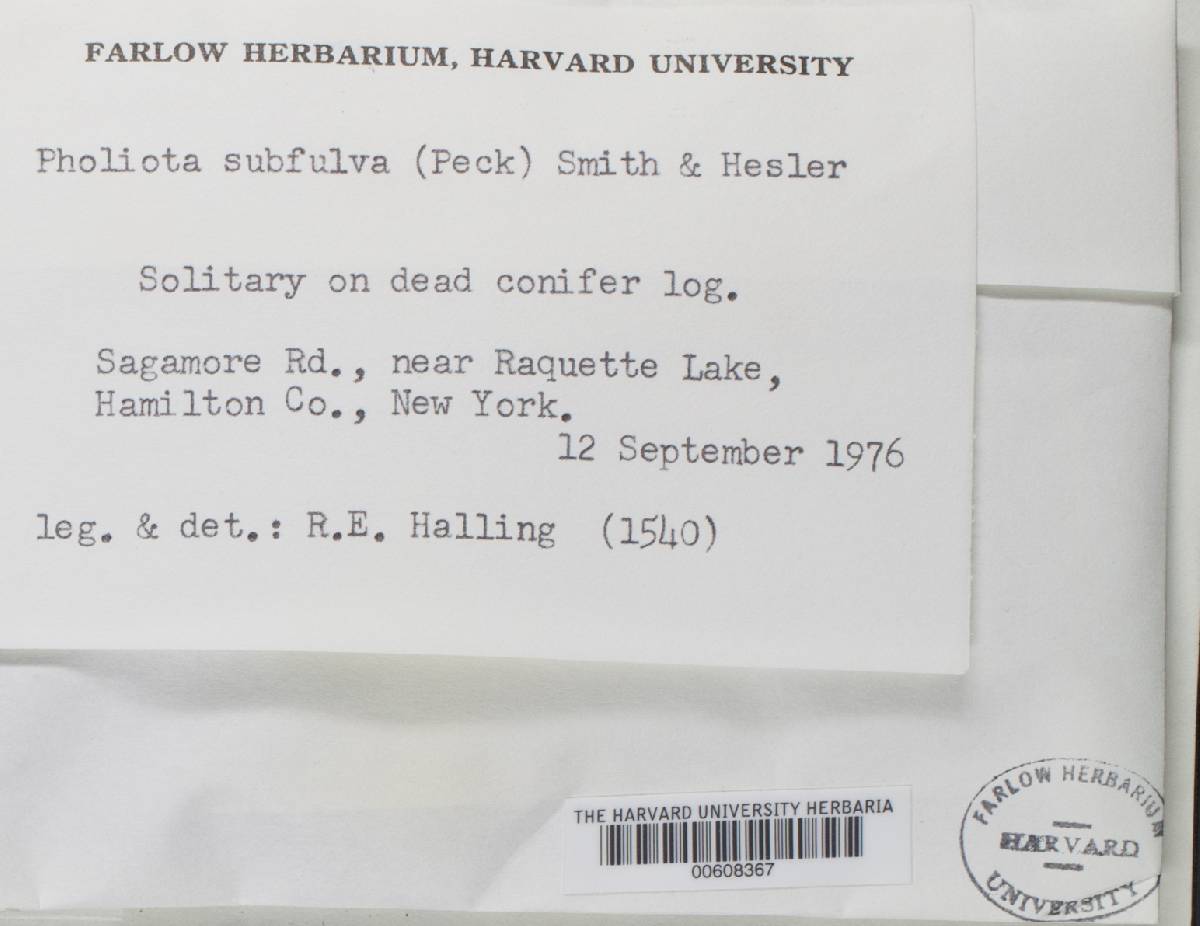 FARLOW HERBARIUM, HARVARD UNIVERSITY
Pholiota subfulva (Peck) Smith & Hesler
Solitary on dead conifer log.
Sagamore Rd., near Raquette Lake,
Hamilton Co., New York.
12 September 1976
leg. & det.: R.E. Halling (1540)
THE HARVARD UNIVERSITY HERBARIA
00608367
FARLOW HERBARIUM
HARVARD
UNIVERSITY